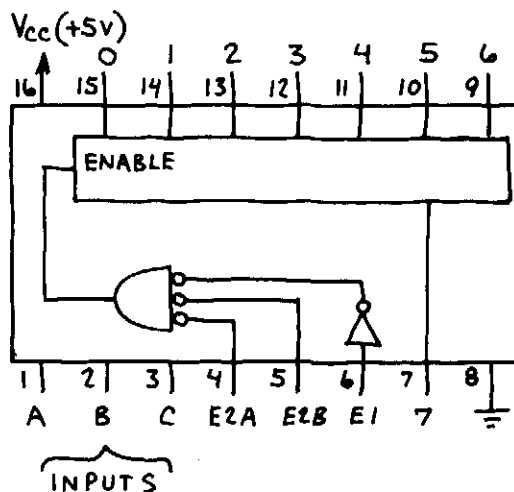 Vcc (+5V)
0 1 2 3 4 5 6
16 15 14 13 12 11 10 9
ENABLE
1 2 3 4 5 6 7 8
A B C E2A E2B E1 7
INPUTS